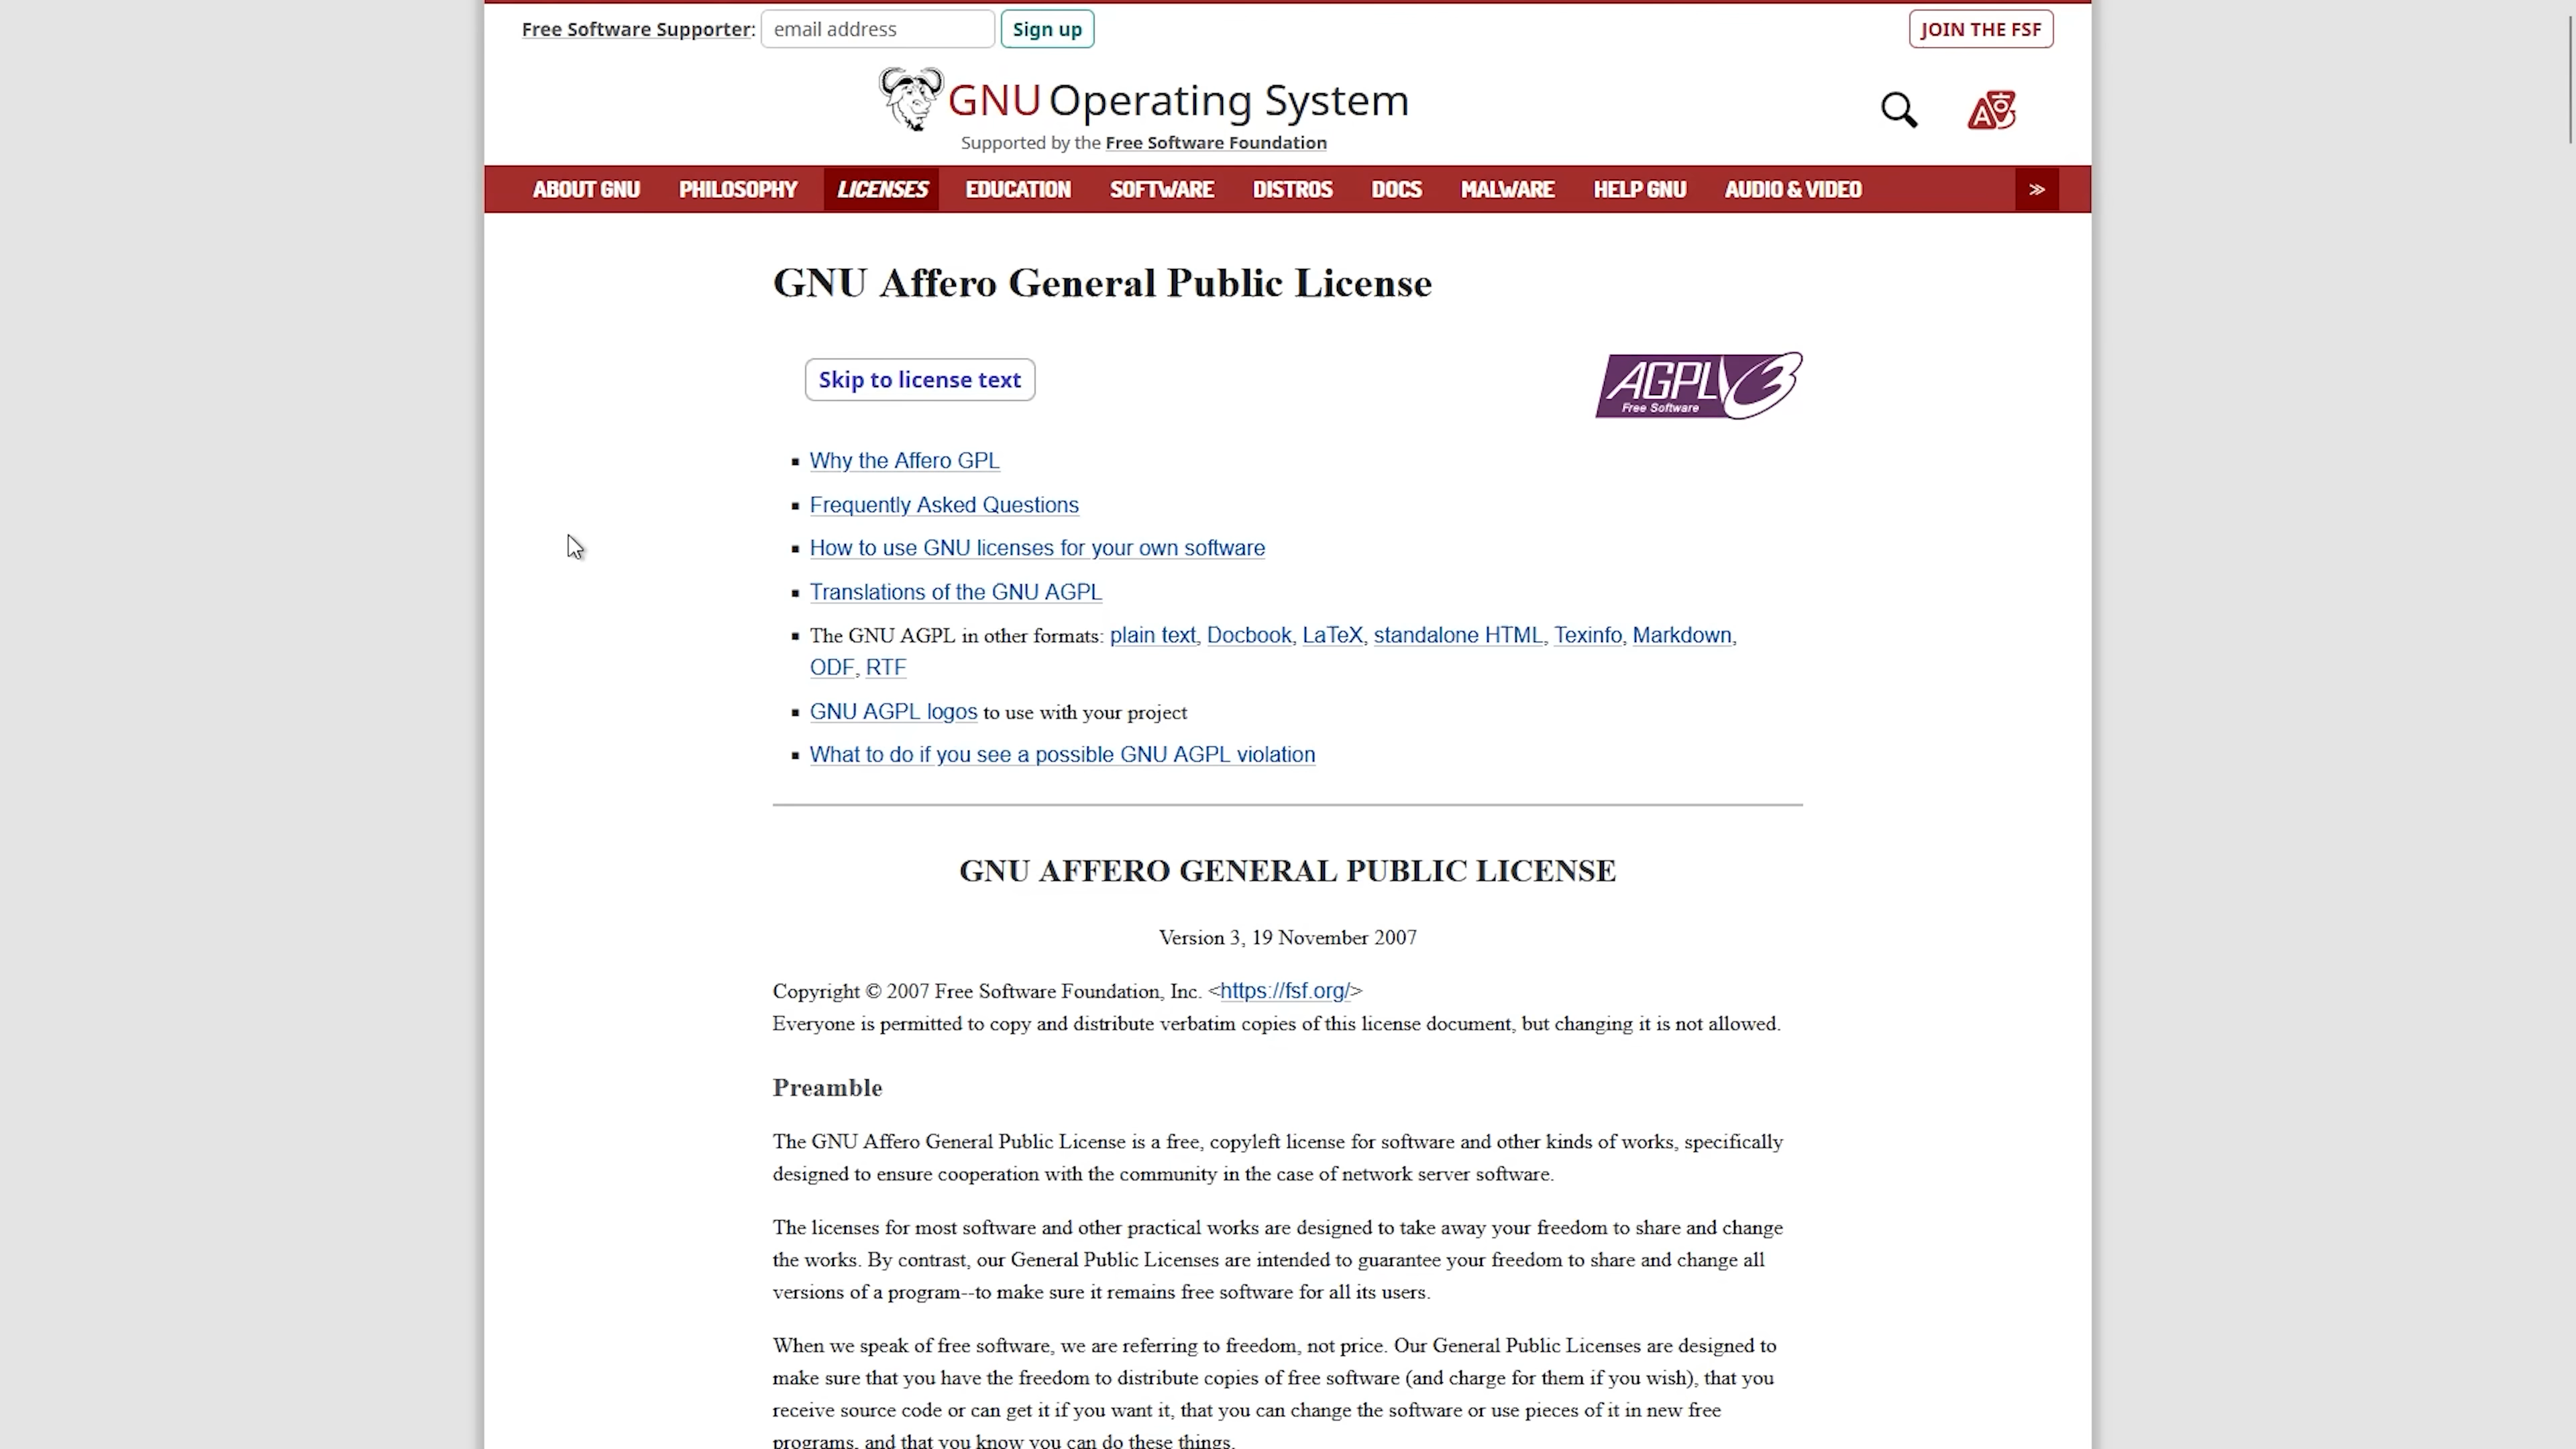 Free Software Supporter: email address Sign up JOIN THE FSF
GNU Operating System
Supported by the Free Software Foundation
ABOUT GNU PHILOSOPHY LICENSES EDUCATION SOFTWARE DISTROS DOCS MALWARE HELP GNU AUDIO & VIDEO ≫
GNU Affero General Public License
Skip to license text
AGPLv3
Free Software
▪ Why the Affero GPL
▪ Frequently Asked Questions
▪ How to use GNU licenses for your own software
▪ Translations of the GNU AGPL
▪ The GNU AGPL in other formats: plain text, Docbook, LaTeX, standalone HTML, Texinfo, Markdown,
ODF, RTF
▪ GNU AGPL logos to use with your project
▪ What to do if you see a possible GNU AGPL violation
GNU AFFERO GENERAL PUBLIC LICENSE
Version 3, 19 November 2007
Copyright © 2007 Free Software Foundation, Inc. <https://fsf.org/>
Everyone is permitted to copy and distribute verbatim copies of this license document, but changing it is not allowed.
Preamble
The GNU Affero General Public License is a free, copyleft license for software and other kinds of works, specifically
designed to ensure cooperation with the community in the case of network server software.
The licenses for most software and other practical works are designed to take away your freedom to share and change
the works. By contrast, our General Public Licenses are intended to guarantee your freedom to share and change all
versions of a program--to make sure it remains free software for all its users.
When we speak of free software, we are referring to freedom, not price. Our General Public Licenses are designed to
make sure that you have the freedom to distribute copies of free software (and charge for them if you wish), that you
receive source code or can get it if you want it, that you can change the software or use pieces of it in new free
programs, and that you know you can do these things.